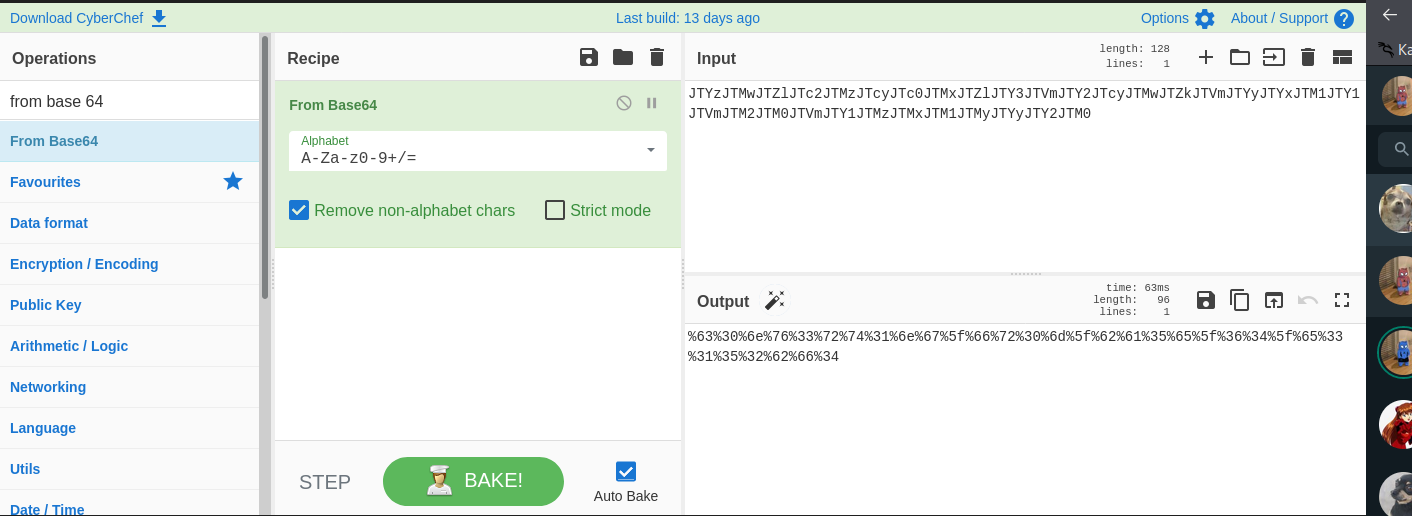 Download CyberChef
Last build: 13 days ago
Options
About / Support
Operations
from base 64
From Base64
Favourites
Data format
Encryption / Encoding
Public Key
Arithmetic / Logic
Networking
Language
Utils
Date / Time
Recipe
From Base64
Alphabet
A-Za-z0-9+/=
Remove non-alphabet chars
Strict mode
STEP
BAKE!
Auto Bake
Input
length: 128
lines: 1
JTYzJTMwJTZlJTc2JTMzJTcyJTc0JTMxJTZlJTY3JTVmJTY2JTcyJTMwJTZkJTVmJTYyJTYxJTM1JTY1
JTVmJTM2JTM0JTVmJTY1JTMzJTMxJTM1JTMyJTYyJTY2JTM0
Output
time: 63ms
length: 96
lines: 1
%63%30%6e%76%33%72%74%31%6e%67%5f%66%72%30%6d%5f%62%61%35%65%5f%36%34%5f%65%33
%31%35%32%62%66%34
Ka